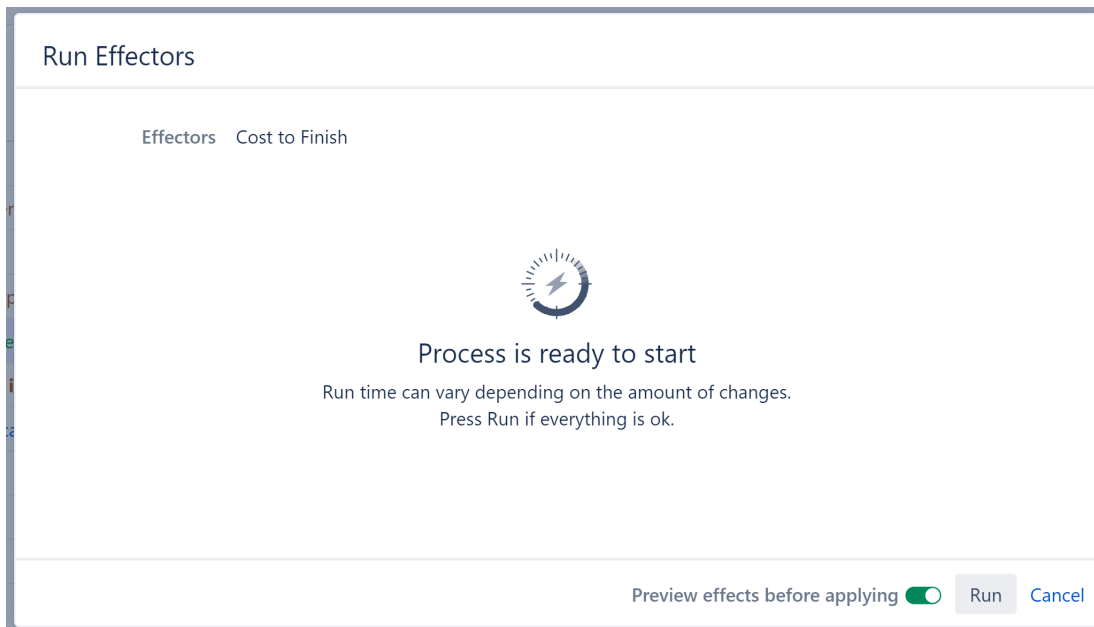 Run Effectors
Effectors Cost to Finish
Process is ready to start
Run time can vary depending on the amount of changes.
Press Run if everything is ok.
Preview effects before applying Run Cancel